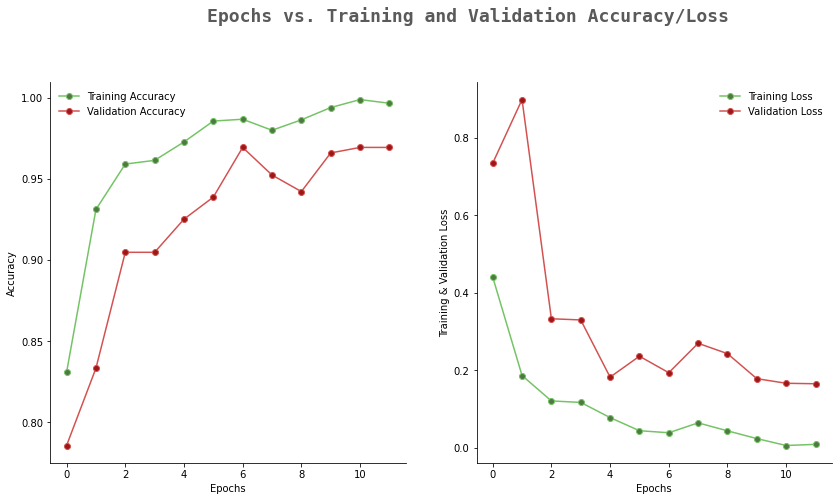 Epochs vs. Training and Validation Accuracy/Loss
Training Accuracy
Validation Accuracy
1.00
0.95
0.90
0.85
0.80
Accuracy
0 2 4 6 8 10
Epochs
Training Loss
Validation Loss
0.8
0.6
0.4
0.2
0.0
Training & Validation Loss
0 2 4 6 8 10
Epochs